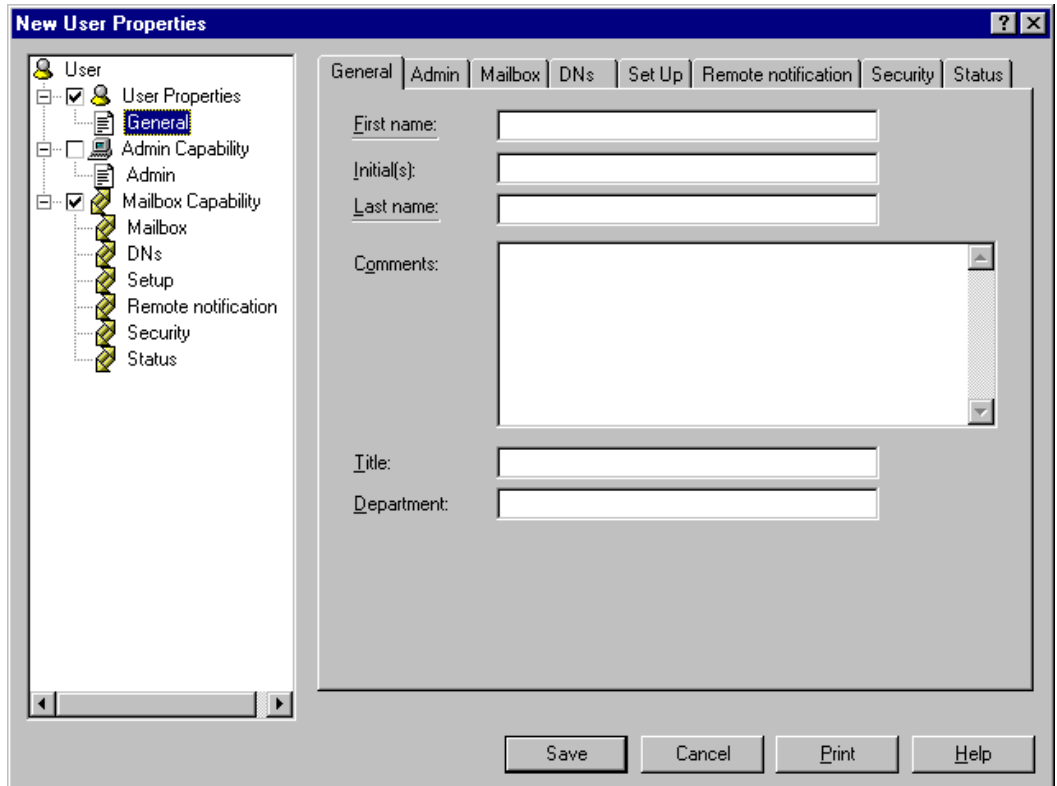 New User Properties
User
User Properties
General
Admin Capability
Admin
Mailbox Capability
Mailbox
DNs
Setup
Remote notification
Security
Status
General Admin Mailbox DNs Set Up Remote notification Security Status
First name:
Initial(s):
Last name:
Comments:
Title:
Department:
Save Cancel Print Help